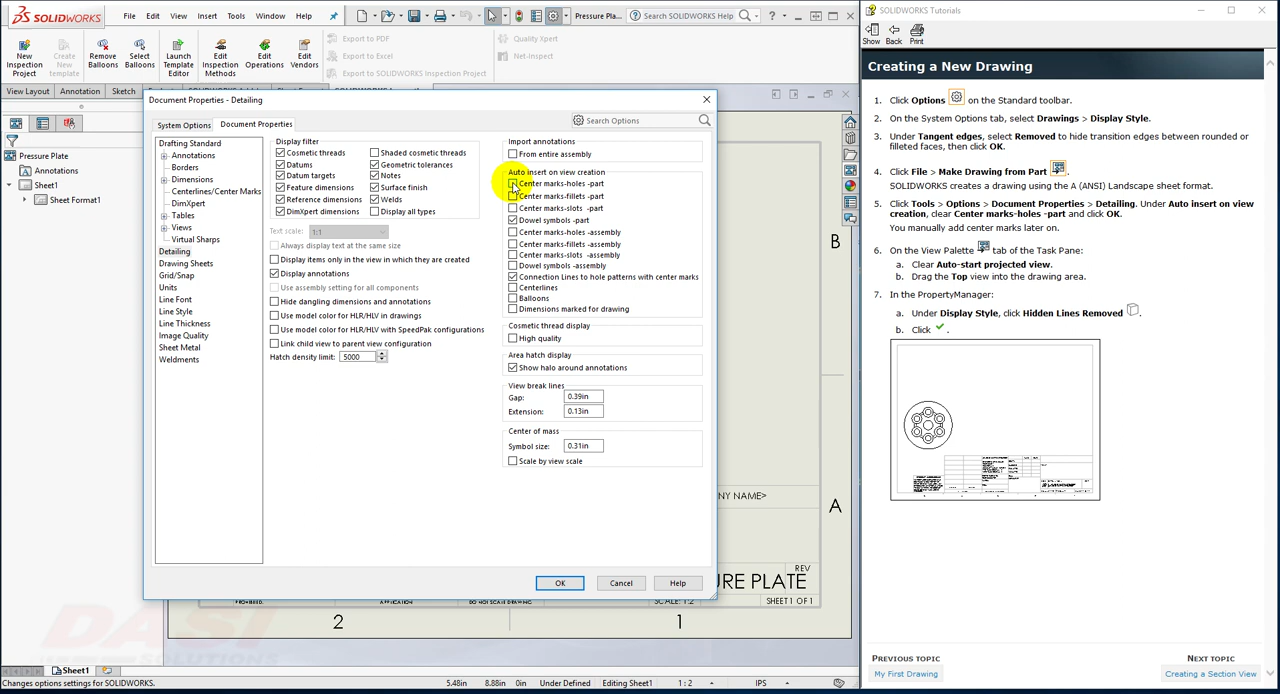 SOLIDWORKS File Edit View Insert Tools Window Help Pressure Pla... Search SOLIDWORKS Help
New Inspection Project
Create New template
Remove Balloons
Select Balloons
Launch Template Editor
Edit Inspection Methods
Edit Operations
Edit Vendors
Export to PDF
Export to Excel
Export to SOLIDWORKS Inspection Project
Quality Xpert
Net-Inspect
View Layout Annotation Sketch
Pressure Plate
Annotations
Sheet1
Sheet Format1
Document Properties - Detailing
System Options Document Properties
Search Options
Drafting Standard
Annotations
Borders
Dimensions
Centerlines/Center Marks
DimXpert
Tables
Views
Virtual Sharps
Detailing
Drawing Sheets
Grid/Snap
Units
Line Font
Line Style
Line Thickness
Image Quality
Sheet Metal
Weldments
Display filter
Cosmetic threads Shaded cosmetic threads
Datums Geometric tolerances
Datum targets Notes
Feature dimensions Surface finish
Reference dimensions Welds
DimXpert dimensions Display all types
Text scale: 1:1
Always display text at the same size
Display items only in the view in which they are created
Display annotations
Use assembly setting for all components
Hide dangling dimensions and annotations
Use model color for HLR/HLV in drawings
Use model color for HLR/HLV with SpeedPak configurations
Link child view to parent view configuration
Hatch density limit: 5000
Import annotations
From entire assembly
Auto insert on view creation
Center marks-holes -part
Center marks-fillets -part
Center marks-slots -part
Dowel symbols -part
Center marks-holes -assembly
Center marks-fillets -assembly
Center marks-slots -assembly
Dowel symbols -assembly
Connection Lines to hole patterns with center marks
Centerlines
Balloons
Dimensions marked for drawing
Cosmetic thread display
High quality
Area hatch display
Show halo around annotations
View break lines
Gap: 0.39in
Extension: 0.13in
Center of mass
Symbol size: 0.31in
Scale by view scale
OK Cancel Help
B
NY NAME>
A
REV
URE PLATE
APPLICATION DO NOT SCALE DRAWING SCALE: 1:2 SHEET 1 OF 1
2 1
DASI
SOLUTIONS
Sheet1
Changes options settings for SOLIDWORKS. 5.48in 8.88in 0in Under Defined Editing Sheet1 1 : 2 IPS
SOLIDWORKS Tutorials
Show Back Print
Creating a New Drawing
1. Click Options on the Standard toolbar.
2. On the System Options tab, select Drawings > Display Style.
3. Under Tangent edges, select Removed to hide transition edges between rounded or
filleted faces, then click OK.
4. Click File > Make Drawing from Part .
SOLIDWORKS creates a drawing using the A (ANSI) Landscape sheet format.
5. Click Tools > Options > Document Properties > Detailing. Under Auto insert on view
creation, clear Center marks-holes -part and click OK.
You manually add center marks later on.
6. On the View Palette tab of the Task Pane:
a. Clear Auto-start projected view.
b. Drag the Top view into the drawing area.
7. In the PropertyManager:
a. Under Display Style, click Hidden Lines Removed .
b. Click .
PREVIOUS TOPIC
My First Drawing
NEXT TOPIC
Creating a Section View